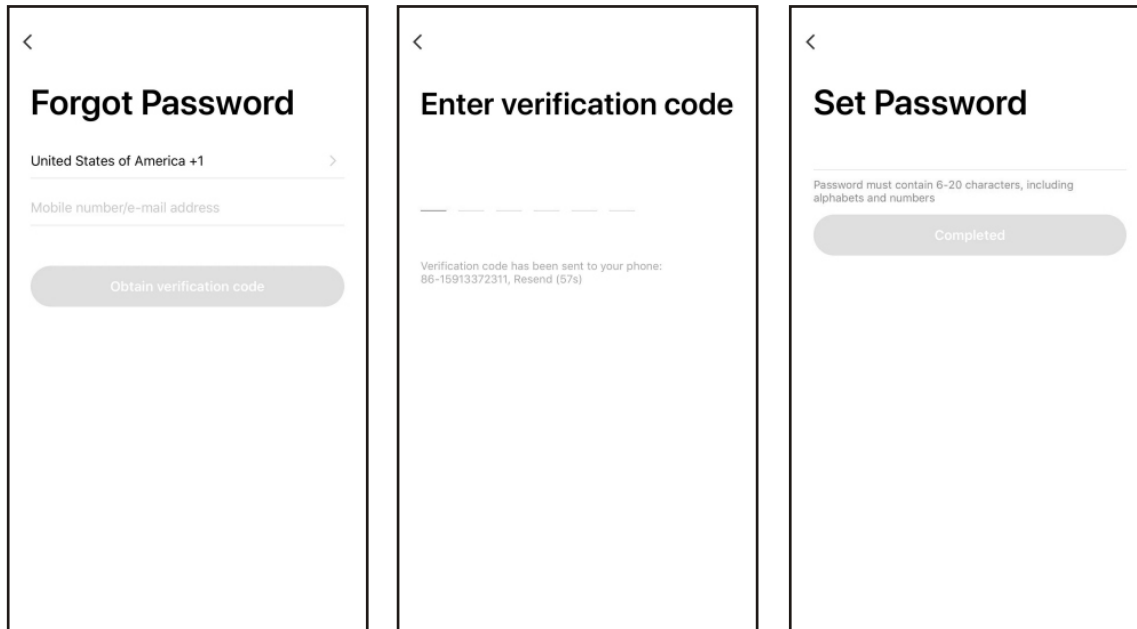 Forgot Password
United States of America +1
Mobile number/e-mail address
Obtain verification code
Enter verification code
Verification code has been sent to your phone:
86-15913372311, Resend (57s)
Set Password
Password must contain 6-20 characters, including
alphabets and numbers
Completed